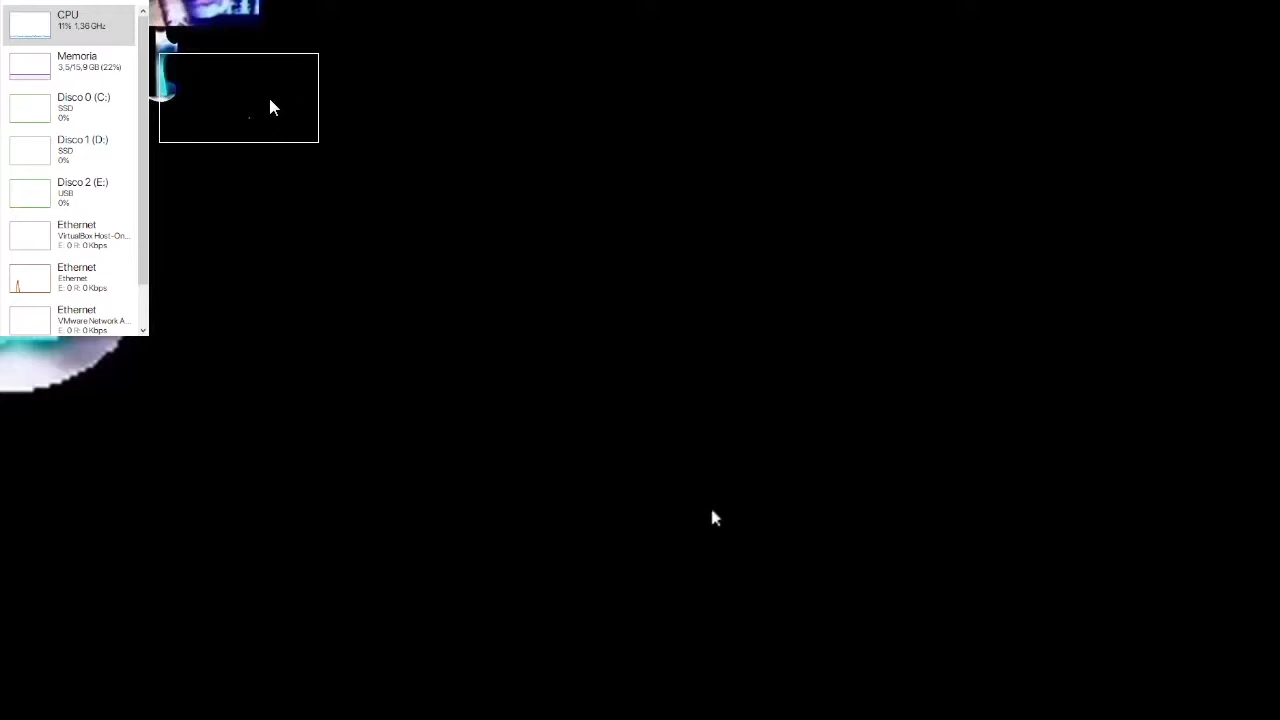 CPU
11% 1,36 GHz
Memoria
3,5/15,9 GB (22%)
Disco 0 (C:)
SSD
0%
Disco 1 (D:)
SSD
0%
Disco 2 (E:)
USB
0%
Ethernet
VirtualBox Host-On...
E: 0 R: 0 Kbps
Ethernet
Ethernet
E: 0 R: 0 Kbps
Ethernet
VMware Network A...
E: 0 R: 0 Kbps